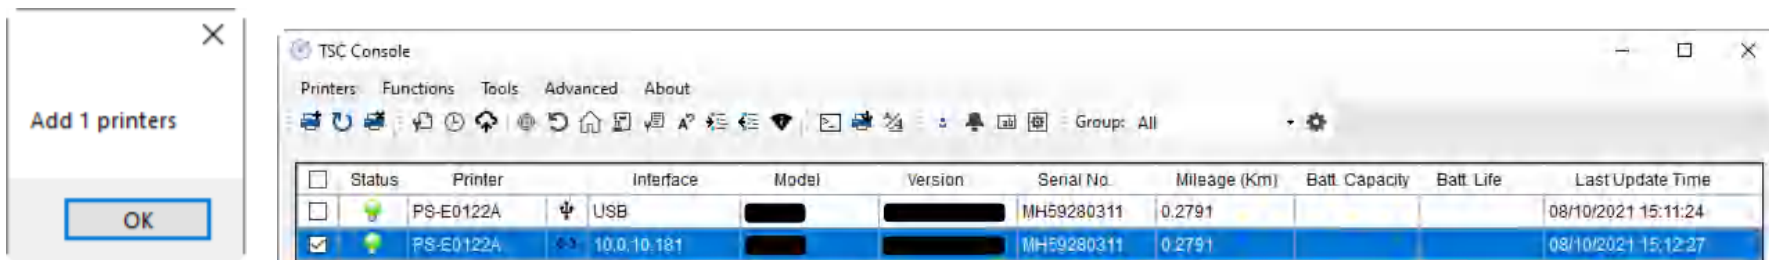 Add 1 printers
OK
TSC Console
Printers Functions Tools Advanced About
Group: All
Status Printer Interface Model Version Serial No. Mileage (Km) Batt. Capacity Batt. Life Last Update Time
PS-E0122A USB MH59280311 0.2791 08/10/2021 15:11:24
PS-E0122A 10.0.10.181 MH59280311 0.2791 08/10/2021 15:12:27